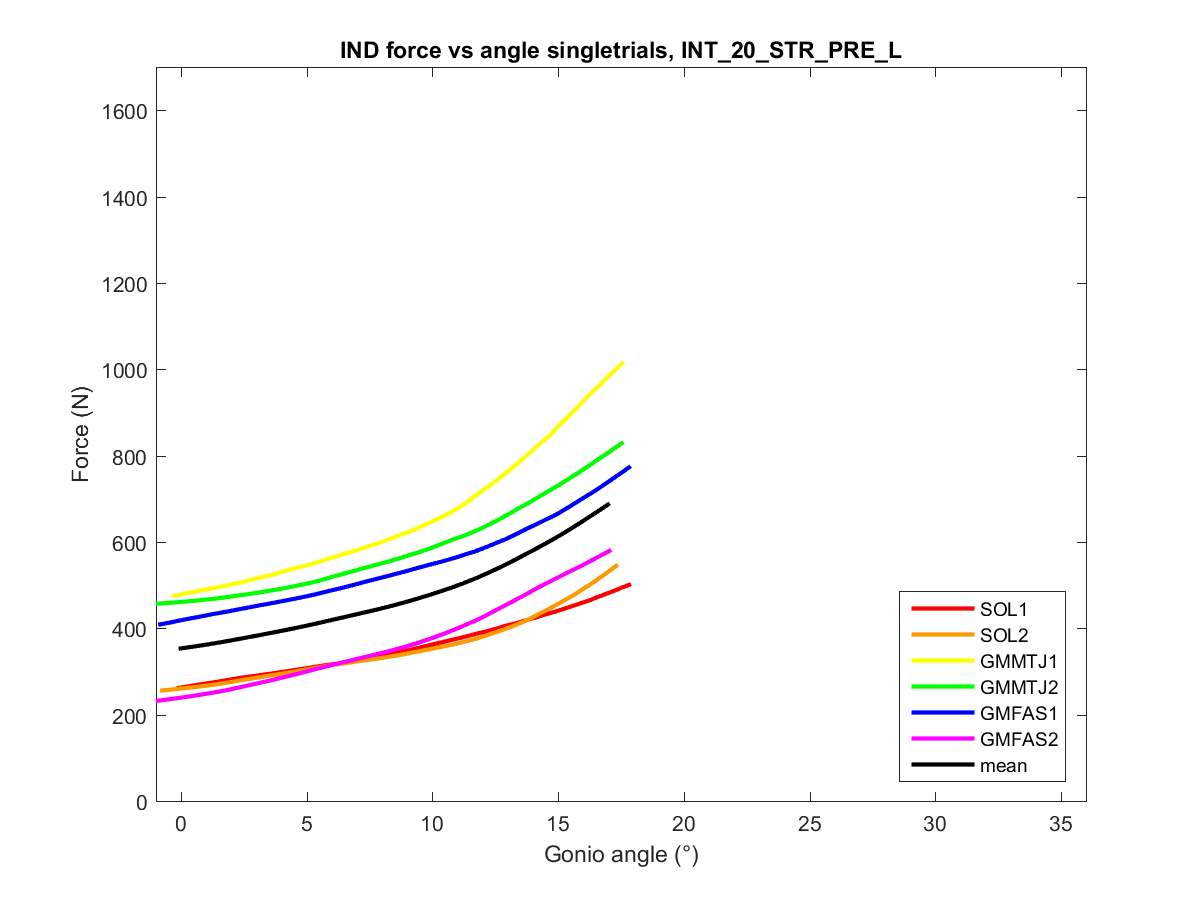 IND force vs angle singletrials, INT_20_STR_PRE_L
Force (N)
1600
1400
1200
1000
800
600
400
200
0
0 5 10 15 20 25 30 35
Gonio angle (°)
SOL1
SOL2
GMMTJ1
GMMTJ2
GMFAS1
GMFAS2
mean